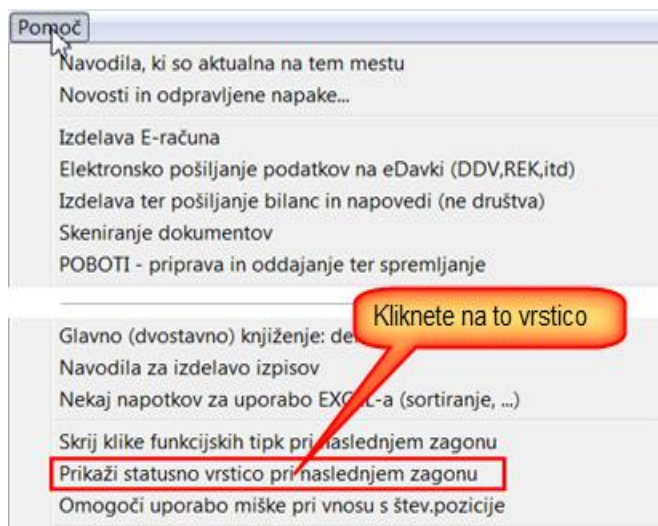 Pomoč
Navodila, ki so aktualna na tem mestu
Novosti in odpravljene napake...
Izdelava E-računa
Elektronsko pošiljanje podatkov na eDavki (DDV,REK,itd)
Izdelava ter pošiljanje bilanc in napovedi (ne društva)
Skeniranje dokumentov
POBOTI - priprava in oddajanje ter spremljanje
Kliknete na to vrstico
Glavno (dvostavno) knjiženje:
Navodila za izdelavo izpisov
Nekaj napotkov za uporabo EXCEL-a (sortiranje, ...)
Skrij klike funkcijskih tipk pri naslednjem zagonu
Prikaži statusno vrstico pri naslednjem zagonu
Omogoči uporabo miške pri vnosu s štev.pozicije